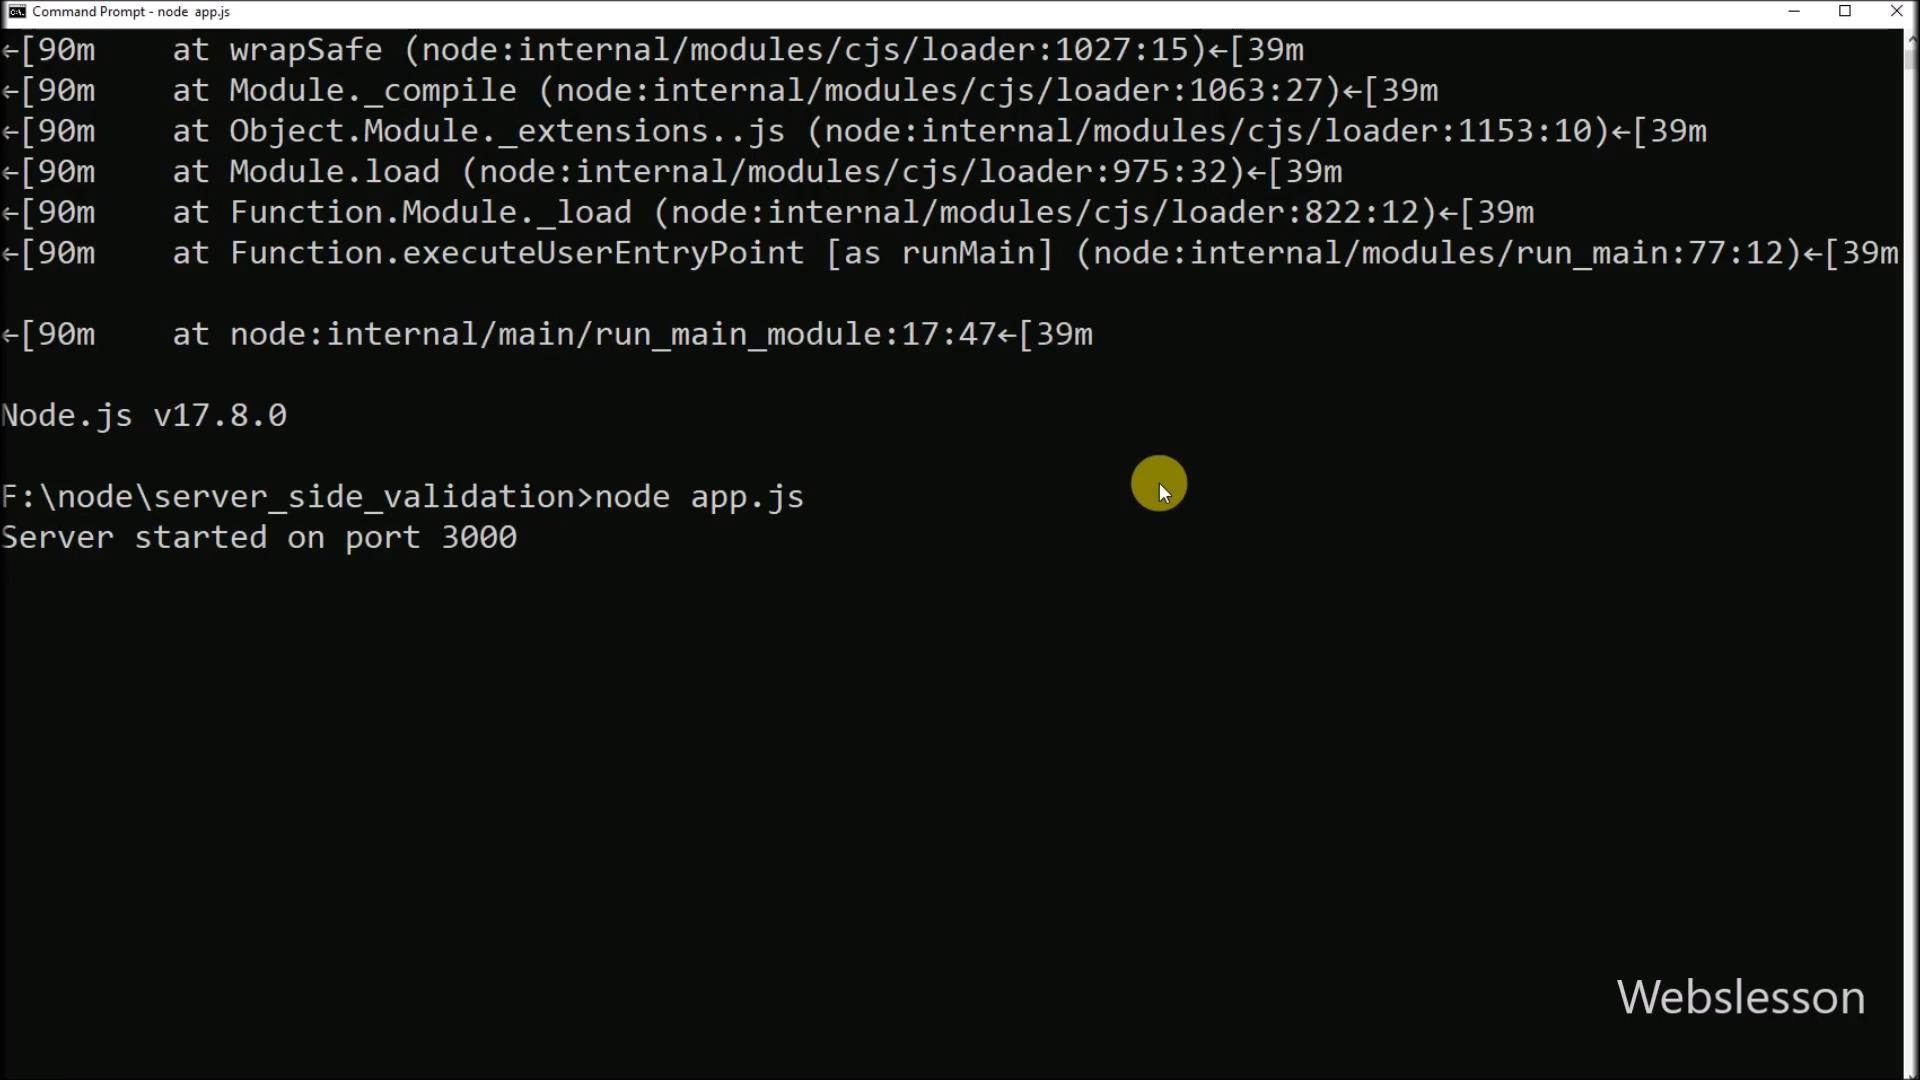 Command Prompt - node  app.js
←[90m    at wrapSafe (node:internal/modules/cjs/loader:1027:15)←[39m
←[90m    at Module._compile (node:internal/modules/cjs/loader:1063:27)←[39m
←[90m    at Object.Module._extensions..js (node:internal/modules/cjs/loader:1153:10)←[39m
←[90m    at Module.load (node:internal/modules/cjs/loader:975:32)←[39m
←[90m    at Function.Module._load (node:internal/modules/cjs/loader:822:12)←[39m
←[90m    at Function.executeUserEntryPoint [as runMain] (node:internal/modules/run_main:77:12)←[39m
←[90m    at node:internal/main/run_main_module:17:47←[39m
Node.js v17.8.0
F:\node\server_side_validation>node app.js
Server started on port 3000
Webslesson